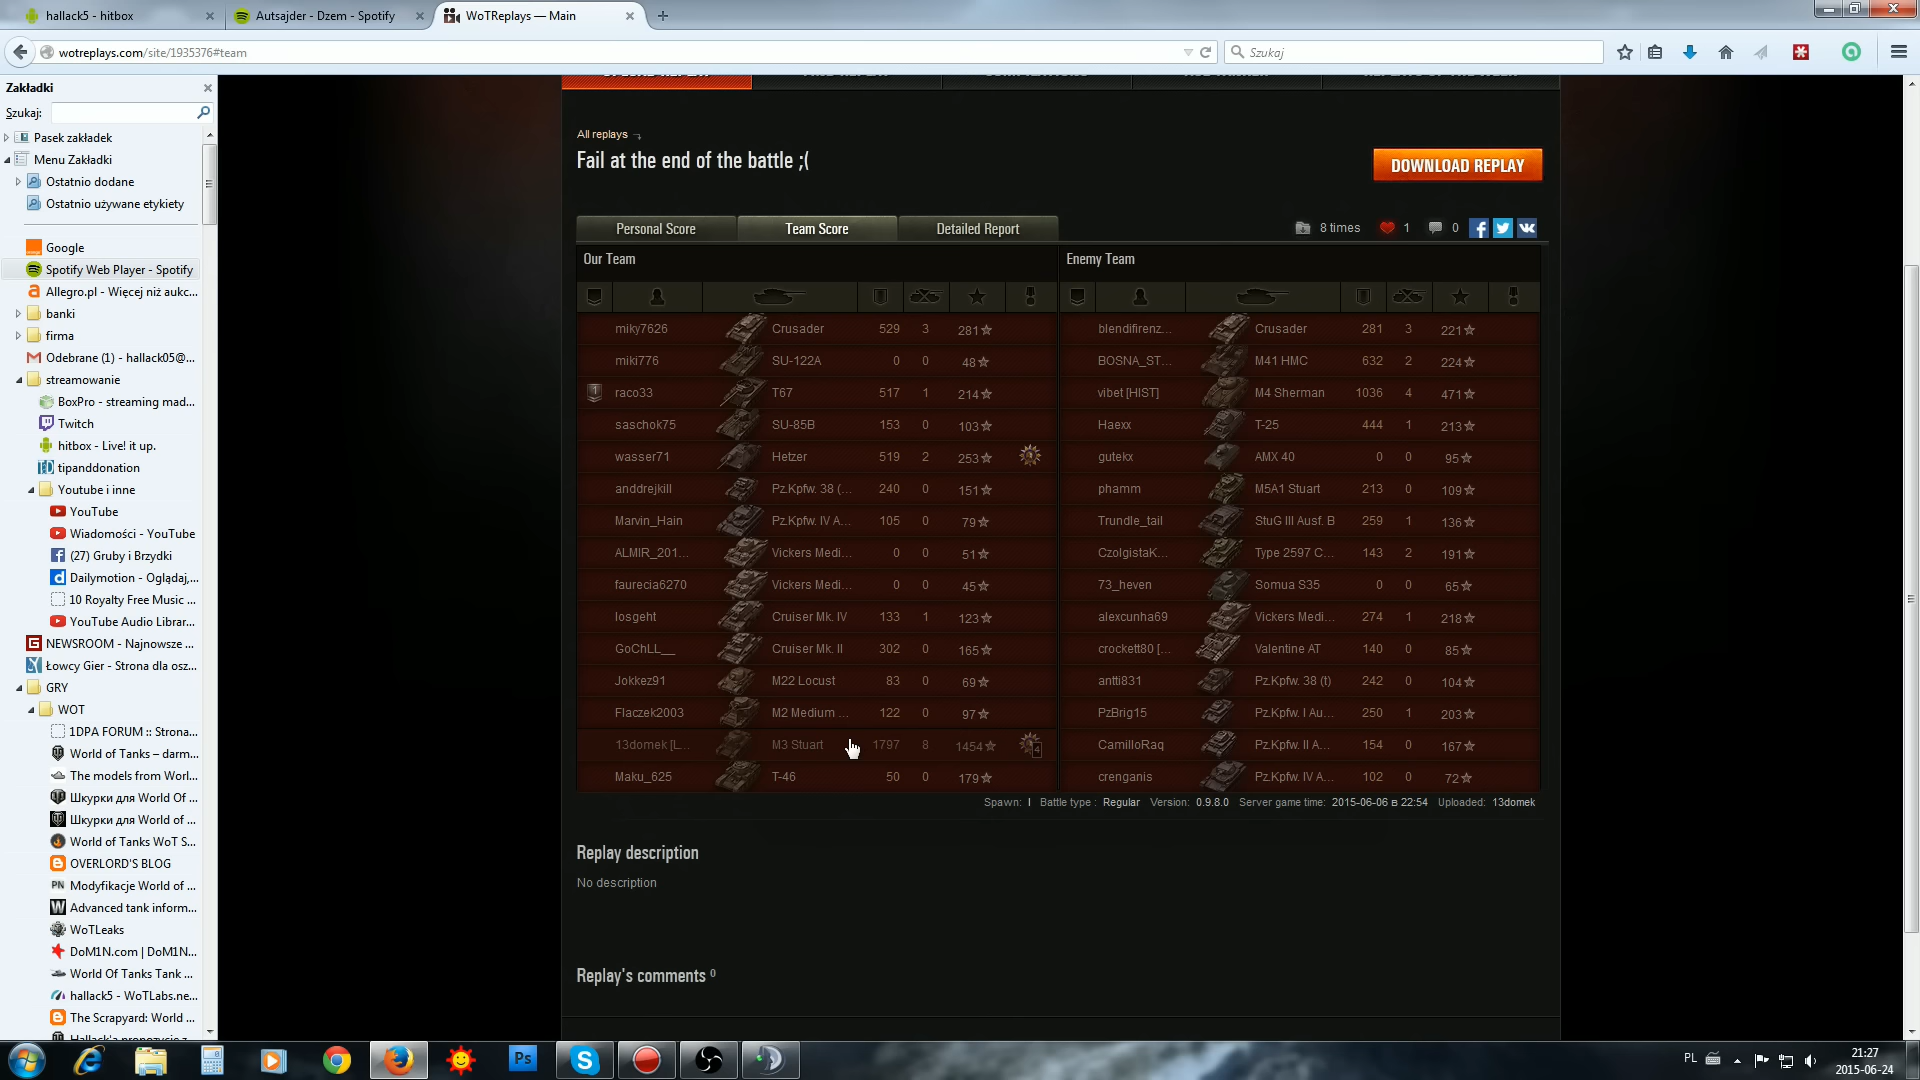 hallack5 - hitbox
Autsajder - Dzem - Spotify
WoTReplays — Main
wotreplays.com/site/1935376#team
Szukaj
Zakładki
Szukaj:
Pasek zakładek
Menu Zakładki
Ostatnio dodane
Ostatnio używane etykiety
Google
Spotify Web Player - Spotify
Allegro.pl - Więcej niż aukc...
banki
firma
Odebrane (1) - hallack05@...
streamowanie
BoxPro - streaming mad...
Twitch
hitbox - Live! it up.
tipanddonation
Youtube i inne
YouTube
Wiadomości - YouTube
(27) Gruby i Brzydki
Dailymotion - Oglądaj,...
10 Royalty Free Music ...
YouTube Audio Librar...
NEWSROOM - Najnowsze ...
Łowcy Gier - Strona dla osz...
GRY
WOT
1DPA FORUM :: Strona...
World of Tanks – darm...
The models from Worl...
Шкурки для World Of ...
Шкурки для World of ...
World of Tanks WoT S...
OVERLORD'S BLOG
Modyfikacje World of ...
Advanced tank inform...
WoTLeaks
DoM1N.com | DoM1N...
World Of Tanks Tank ...
hallack5 - WoTLabs.ne...
The Scrapyard: World ...
All replays
Fail at the end of the battle ;(
DOWNLOAD REPLAY
Personal Score
Team Score
Detailed Report
8 times
1
0
Our Team
Enemy Team
miky7626 Crusader 529 3 281
blendifirenz... Crusader 281 3 221
miki776 SU-122A 0 0 48
BOSNA_ST... M41 HMC 632 2 224
raco33 T67 517 1 214
vibet [HIST] M4 Sherman 1036 4 471
saschok75 SU-85B 153 0 103
Haexx T-25 444 1 213
wasser71 Hetzer 519 2 253
gutekx AMX 40 0 0 95
anddrejkill Pz.Kpfw. 38 (... 240 0 151
phamm M5A1 Stuart 213 0 109
Marvin_Hain Pz.Kpfw. IV A... 105 0 79
Trundle_tail StuG III Ausf. B 259 1 136
ALMIR_201... Vickers Medi... 0 0 51
CzolgistaK... Type 2597 C... 143 2 191
faurecia6270 Vickers Medi... 0 0 45
73_heven Somua S35 0 0 65
losgeht Cruiser Mk. IV 133 1 123
alexcunha69 Vickers Medi... 274 1 218
GoChLL__ Cruiser Mk. II 302 0 165
crockett80 [... Valentine AT 140 0 85
Jokkez91 M22 Locust 83 0 69
antti831 Pz.Kpfw. 38 (t) 242 0 104
Flaczek2003 M2 Medium ... 122 0 97
PzBrig15 Pz.Kpfw. I Au... 250 1 203
13domek [L... M3 Stuart 1797 8 1454 4
CamilloRaq Pz.Kpfw. II A... 154 0 167
Maku_625 T-46 50 0 179
crenganis Pz.Kpfw. IV A... 102 0 72
Spawn: I Battle type : Regular Version: 0.9.8.0 Server game time: 2015-06-06 в 22:54 Uploaded: 13domek
Replay description
No description
Replay's comments 0
Ps
PL
21:27
2015-06-24